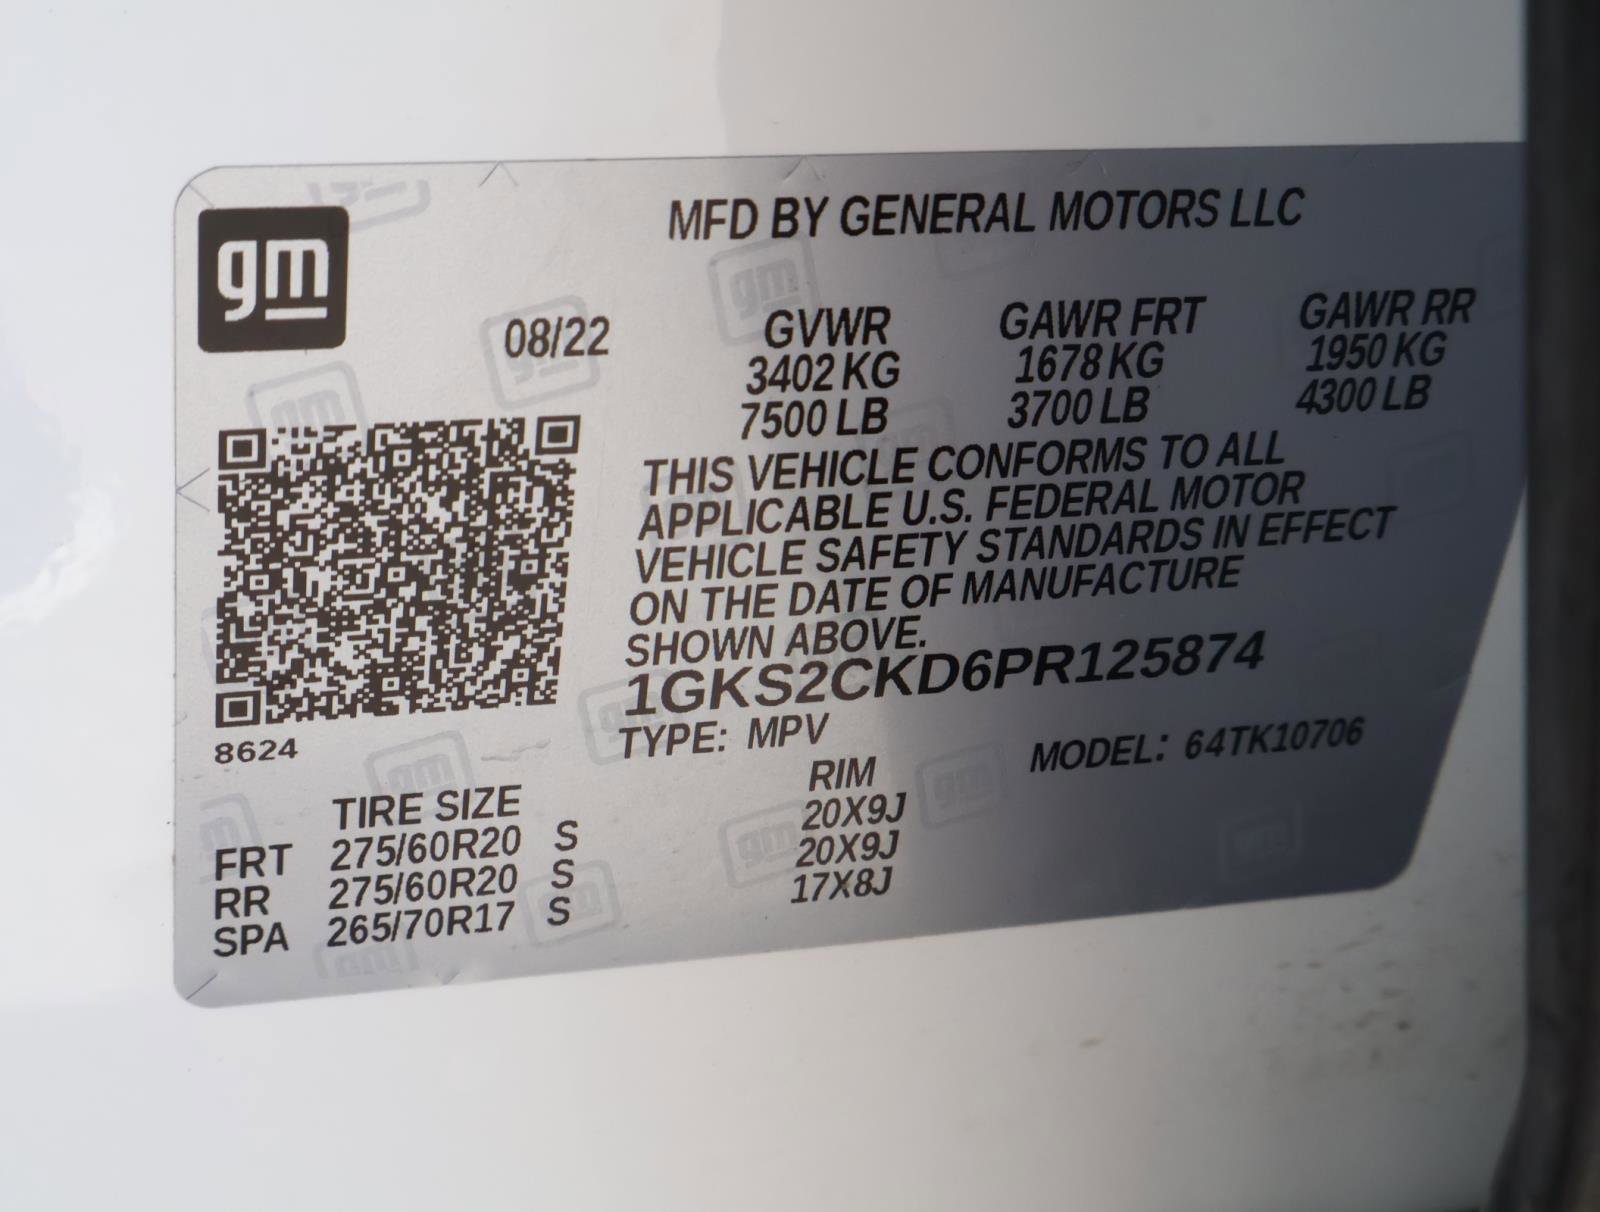 gm
MFD BY GENERAL MOTORS LLC
08/22 GVWR GAWR FRT GAWR RR
3402 KG 1678 KG 1950 KG
7500 LB 3700 LB 4300 LB
THIS VEHICLE CONFORMS TO ALL
APPLICABLE U.S. FEDERAL MOTOR
VEHICLE SAFETY STANDARDS IN EFFECT
ON THE DATE OF MANUFACTURE
SHOWN ABOVE.
1GKS2CKD6PR125874
8624
TYPE: MPV MODEL: 64TK10706
TIRE SIZE RIM
FRT 275/60R20 S 20X9J
RR 275/60R20 S 20X9J
SPA 265/70R17 S 17X8J